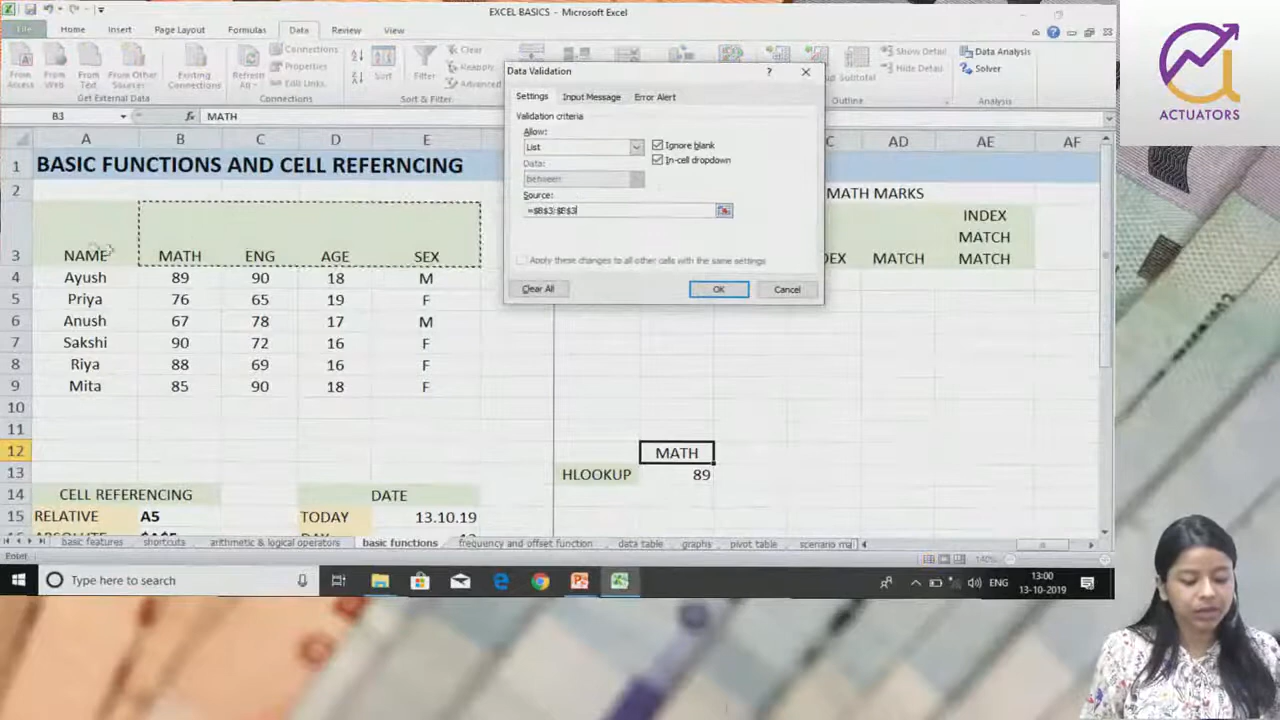 EXCEL BASICS - Microsoft Excel
File Home Insert Page Layout Formulas Data Review View
From Access
From Web
From Text
From Other Sources
Existing Connections
Get External Data
Refresh All
Connections
Properties
Edit Links
Connections
Sort
Filter
Clear
Reapply
Advanced
Sort & Filter
Subtotal
Show Detail
Hide Detail
Outline
Data Analysis
Solver
Analysis
B3 fx MATH
A B C D E AD AE AF
1 BASIC FUNCTIONS AND CELL REFERNCING
2 MATH MARKS
3 NAME MATH ENG AGE SEX MATCH INDEX MATCH MATCH
4 Ayush 89 90 18 M
5 Priya 76 65 19 F
6 Anush 67 78 17 M
7 Sakshi 90 72 16 F
8 Riya 88 69 16 F
9 Mita 85 90 18 F
10
11
12 MATH
13 HLOOKUP 89
14 CELL REFERENCING DATE
15 RELATIVE A5 TODAY 13.10.19
Data Validation
Settings Input Message Error Alert
Validation criteria
Allow:
List
Ignore blank
In-cell dropdown
Data:
between
Source:
=$B$3:$E$3
Apply these changes to all other cells with the same settings
Clear All OK Cancel
basic features shortcuts arithmetic & logical operators basic functions frequency and offset function data table graphs pivot table scenario ma
Enter 140%
Type here to search
ENG
13:00
13-10-2019
ACTUATORS